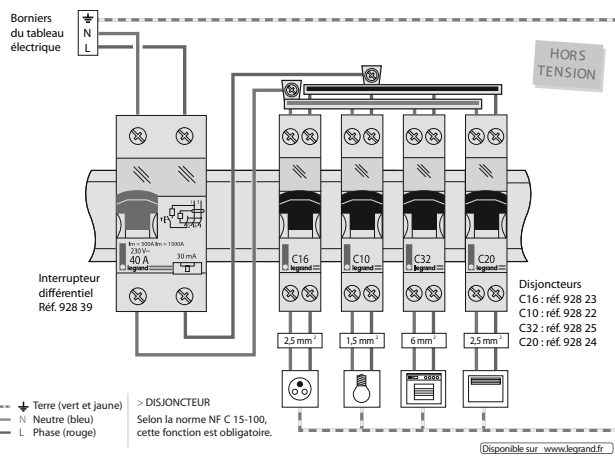 Borniers
du tableau
électrique
N
L
HORS
TENSION
Im = 500A Im = 1500A
230 V~
40 A
30 mA
legrand
C16
legrand
C10
legrand
C32
legrand
C20
legrand
Interrupteur
différentiel
Réf. 928 39
Disjoncteurs
C16 : réf. 928 23
C10 : réf. 928 22
C32 : réf. 928 25
C20 : réf. 928 24
2,5 mm²
1,5 mm²
6 mm²
2,5 mm²
Terre (vert et jaune)
N Neutre (bleu)
L Phase (rouge)
> DISJONCTEUR
Selon la norme NF C 15-100,
cette fonction est obligatoire.
Disponible sur www.legrand.fr